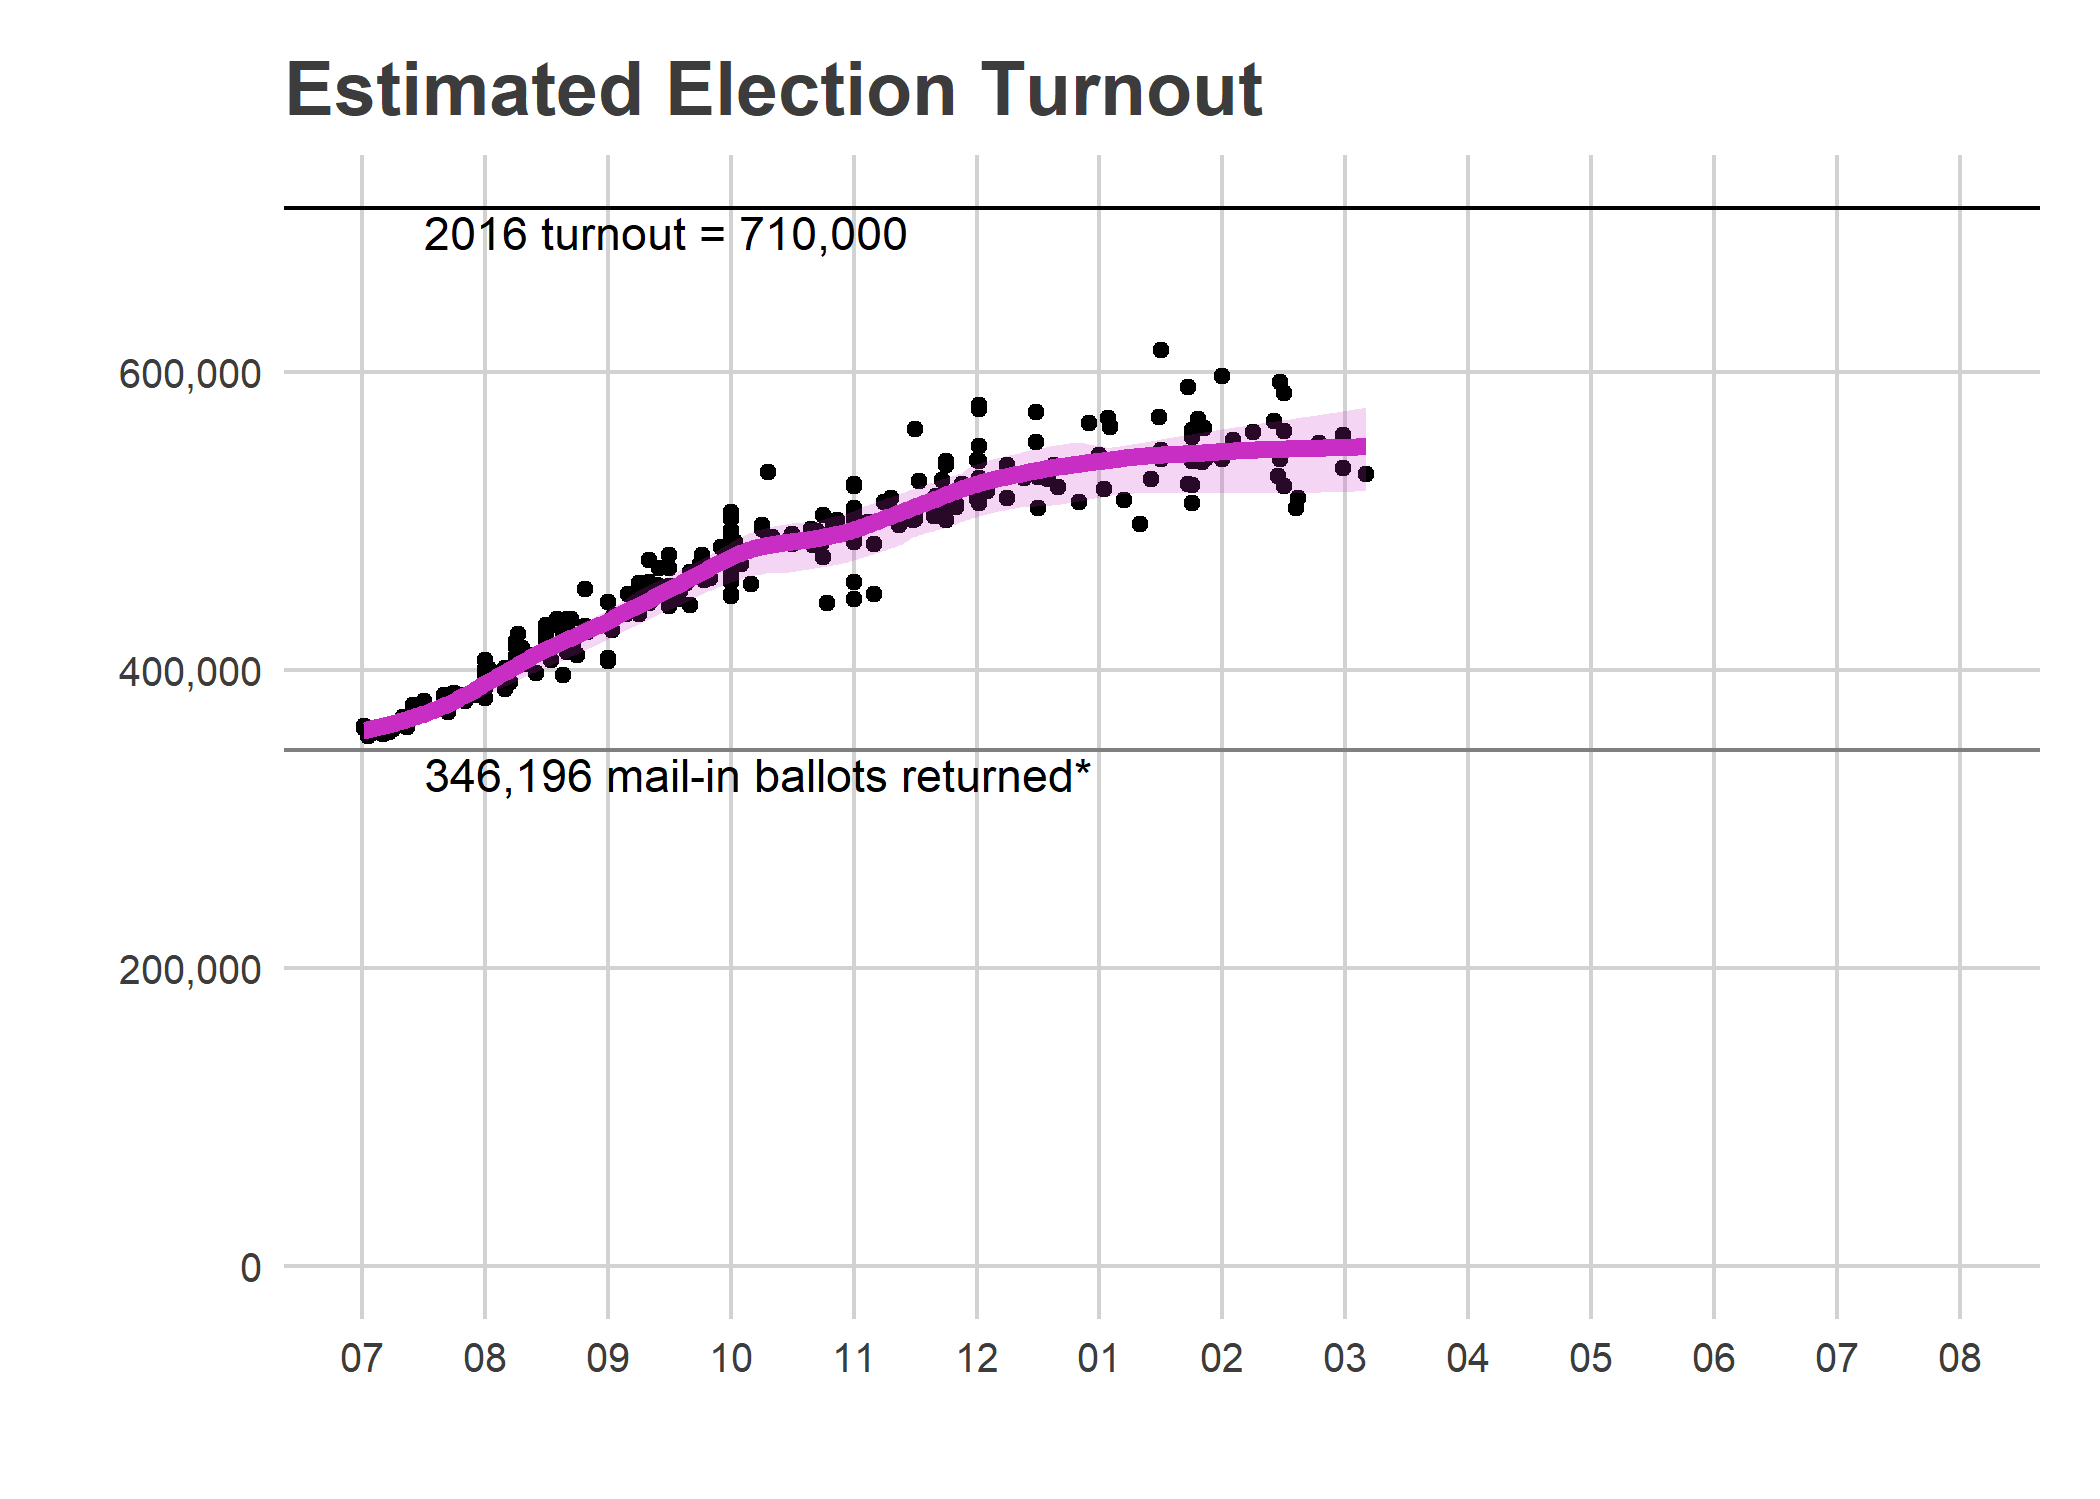 Estimated Election Turnout
2016 turnout = 710,000
600,000
400,000
346,196 mail-in ballots returned*
200,000
0
07 08 09 10 11 12 01 02 03 04 05 06 07 08